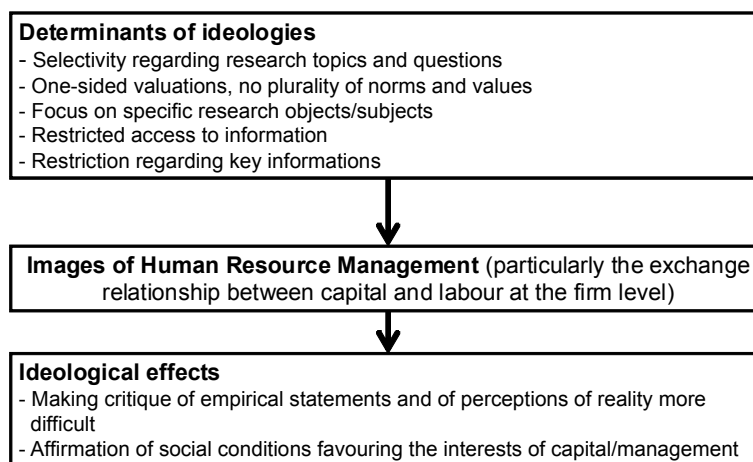 Determinants of ideologies
- Selectivity regarding research topics and questions
- One-sided valuations, no plurality of norms and values
- Focus on specific research objects/subjects
- Restricted access to information
- Restriction regarding key informations
Images of Human Resource Management (particularly the exchange
relationship between capital and labour at the firm level)
Ideological effects
- Making critique of empirical statements and of perceptions of reality more
difficult
- Affirmation of social conditions favouring the interests of capital/management